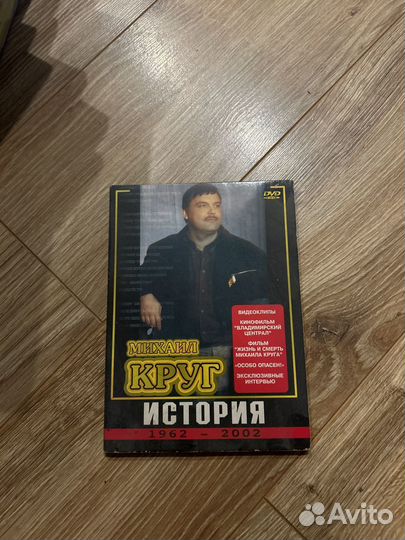 DVD
ВИДЕОКЛИПЫ
КИНОФИЛЬМ
"ВЛАДИМИРСКИЙ
ЦЕНТРАЛ"
ФИЛЬМ
"ЖИЗНЬ И СМЕРТЬ
МИХАИЛА КРУГА"
«ОСОБО ОПАСЕН!»
ЭКСКЛЮЗИВНЫЕ
ИНТЕРВЬЮ
МИХАИЛ
КРУГ
ИСТОРИЯ
1962 - 2002
Avito